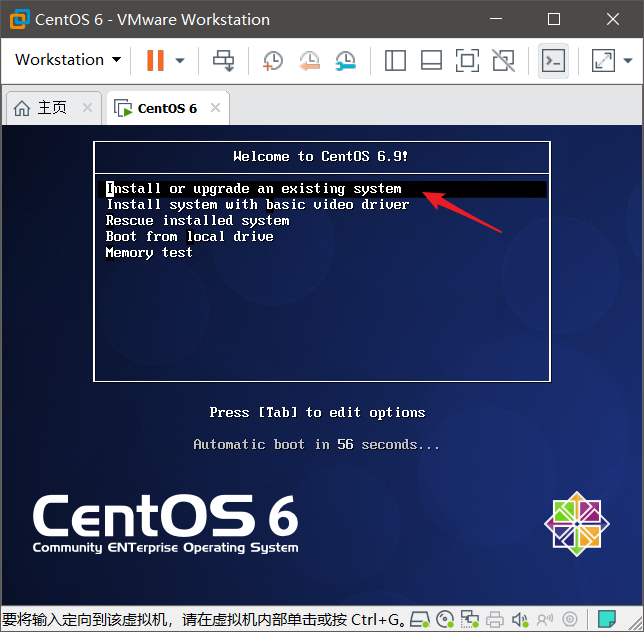 CentOS 6 - VMware Workstation
Workstation
主页
CentOS 6
Welcome to CentOS 6.9!
Install or upgrade an existing system
Install system with basic video driver
Rescue installed system
Boot from local drive
Memory test
Press [Tab] to edit options
Automatic boot in 56 seconds...
CentOS 6
Community ENTerprise Operating System
要将输入定向到该虚拟机，请在虚拟机内部单击或按 Ctrl+G。